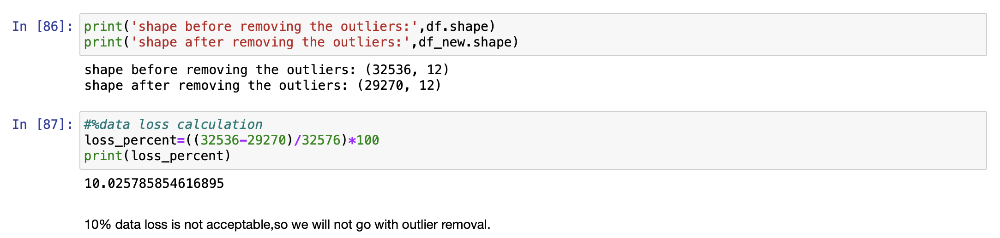 In [86]: print('shape before removing the outliers:',df.shape)
print('shape after removing the outliers:',df_new.shape)
shape before removing the outliers: (32536, 12)
shape after removing the outliers: (29270, 12)
In [87]: #%data loss calculation
loss_percent=((32536-29270)/32576)*100
print(loss_percent)
10.025785854616895
10% data loss is not acceptable,so we will not go with outlier removal.